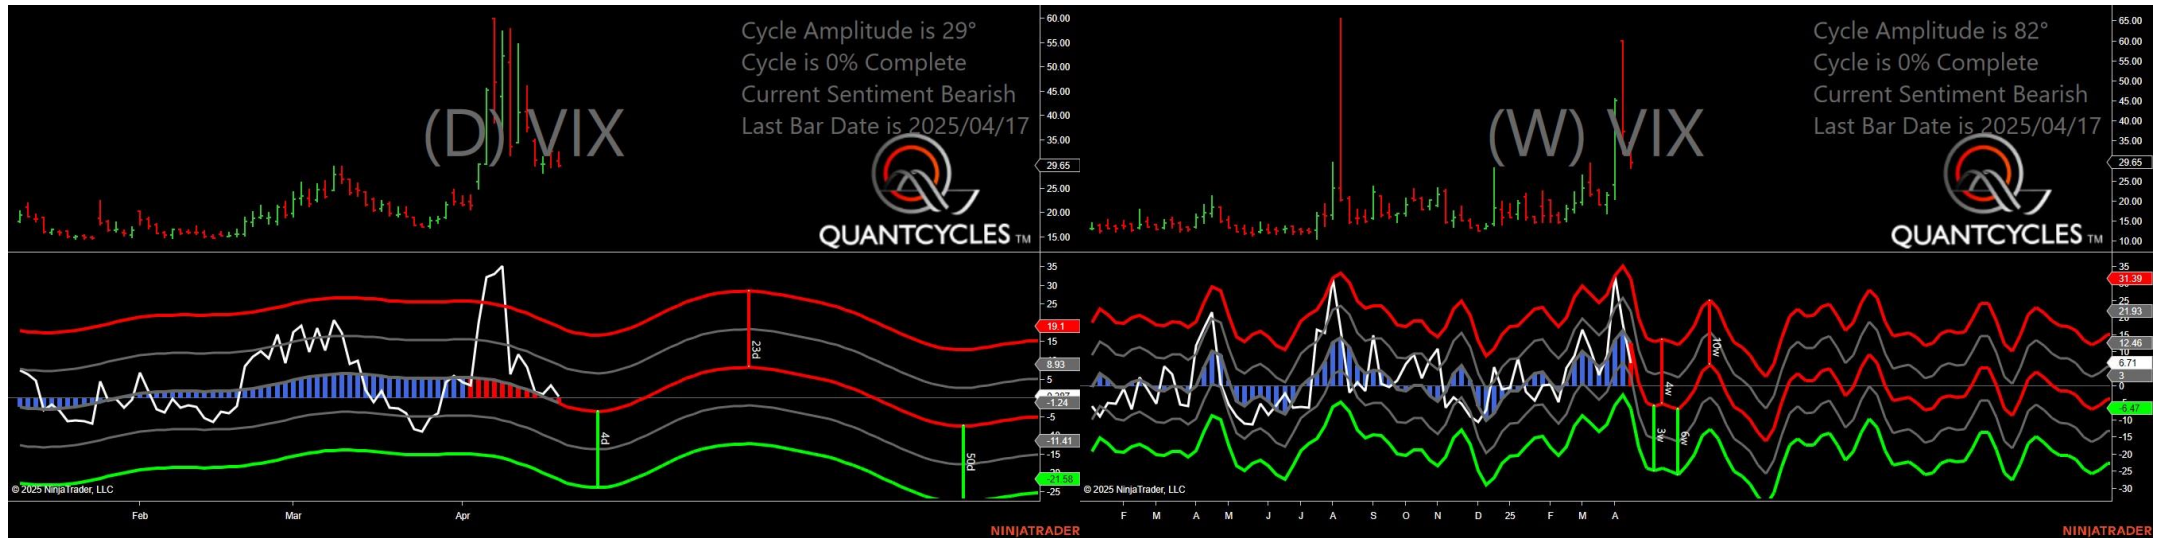 Cycle Amplitude is 29°
Cycle is 0% Complete
Current Sentiment Bearish
Last Bar Date is 2025/04/17
(D) VIX
QUANTCYCLES TM
60.00
55.00
50.00
45.00
40.00
35.00
29.65
25.00
20.00
15.00
35
30
25
19.1
15
8.93
5
-1.24
-5
-11.41
-15
-21.58
-25
4d
23d
50d
© 2025 NinjaTrader, LLC
Feb Mar Apr
NINJATRADER
Cycle Amplitude is 82°
Cycle is 0% Complete
Current Sentiment Bearish
Last Bar Date is 2025/04/17
(W) VIX
QUANTCYCLES TM
65.00
60.00
55.00
50.00
45.00
40.00
35.00
29.65
25.00
20.00
15.00
10.00
35
31.39
21.93
15
12.46
10
6.71
3
0
-6.47
-10
-15
-20
-25
-30
3w
4w
6w
10w
© 2025 NinjaTrader, LLC
F M A M J J A S O N D 25 F M A
NINJATRADER